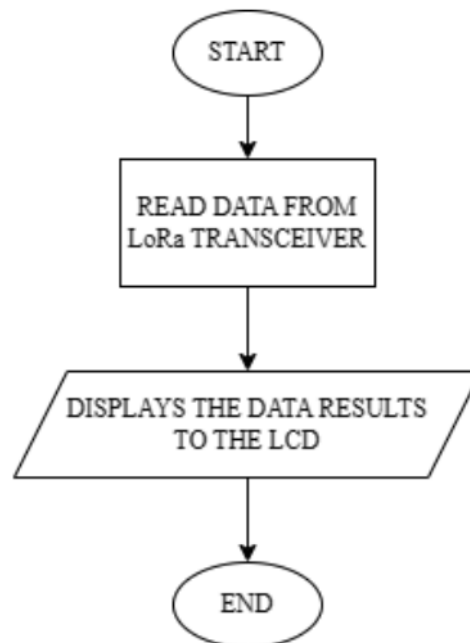 START
READ DATA FROM
LoRa TRANSCEIVER
DISPLAYS THE DATA RESULTS
TO THE LCD
END